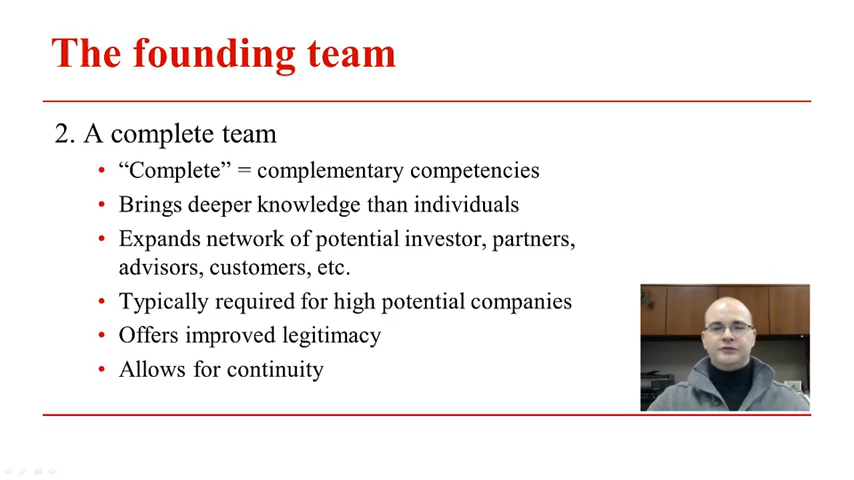 The founding team
2. A complete team
• “Complete” = complementary competencies
• Brings deeper knowledge than individuals
• Expands network of potential investor, partners,
advisors, customers, etc.
• Typically required for high potential companies
• Offers improved legitimacy
• Allows for continuity